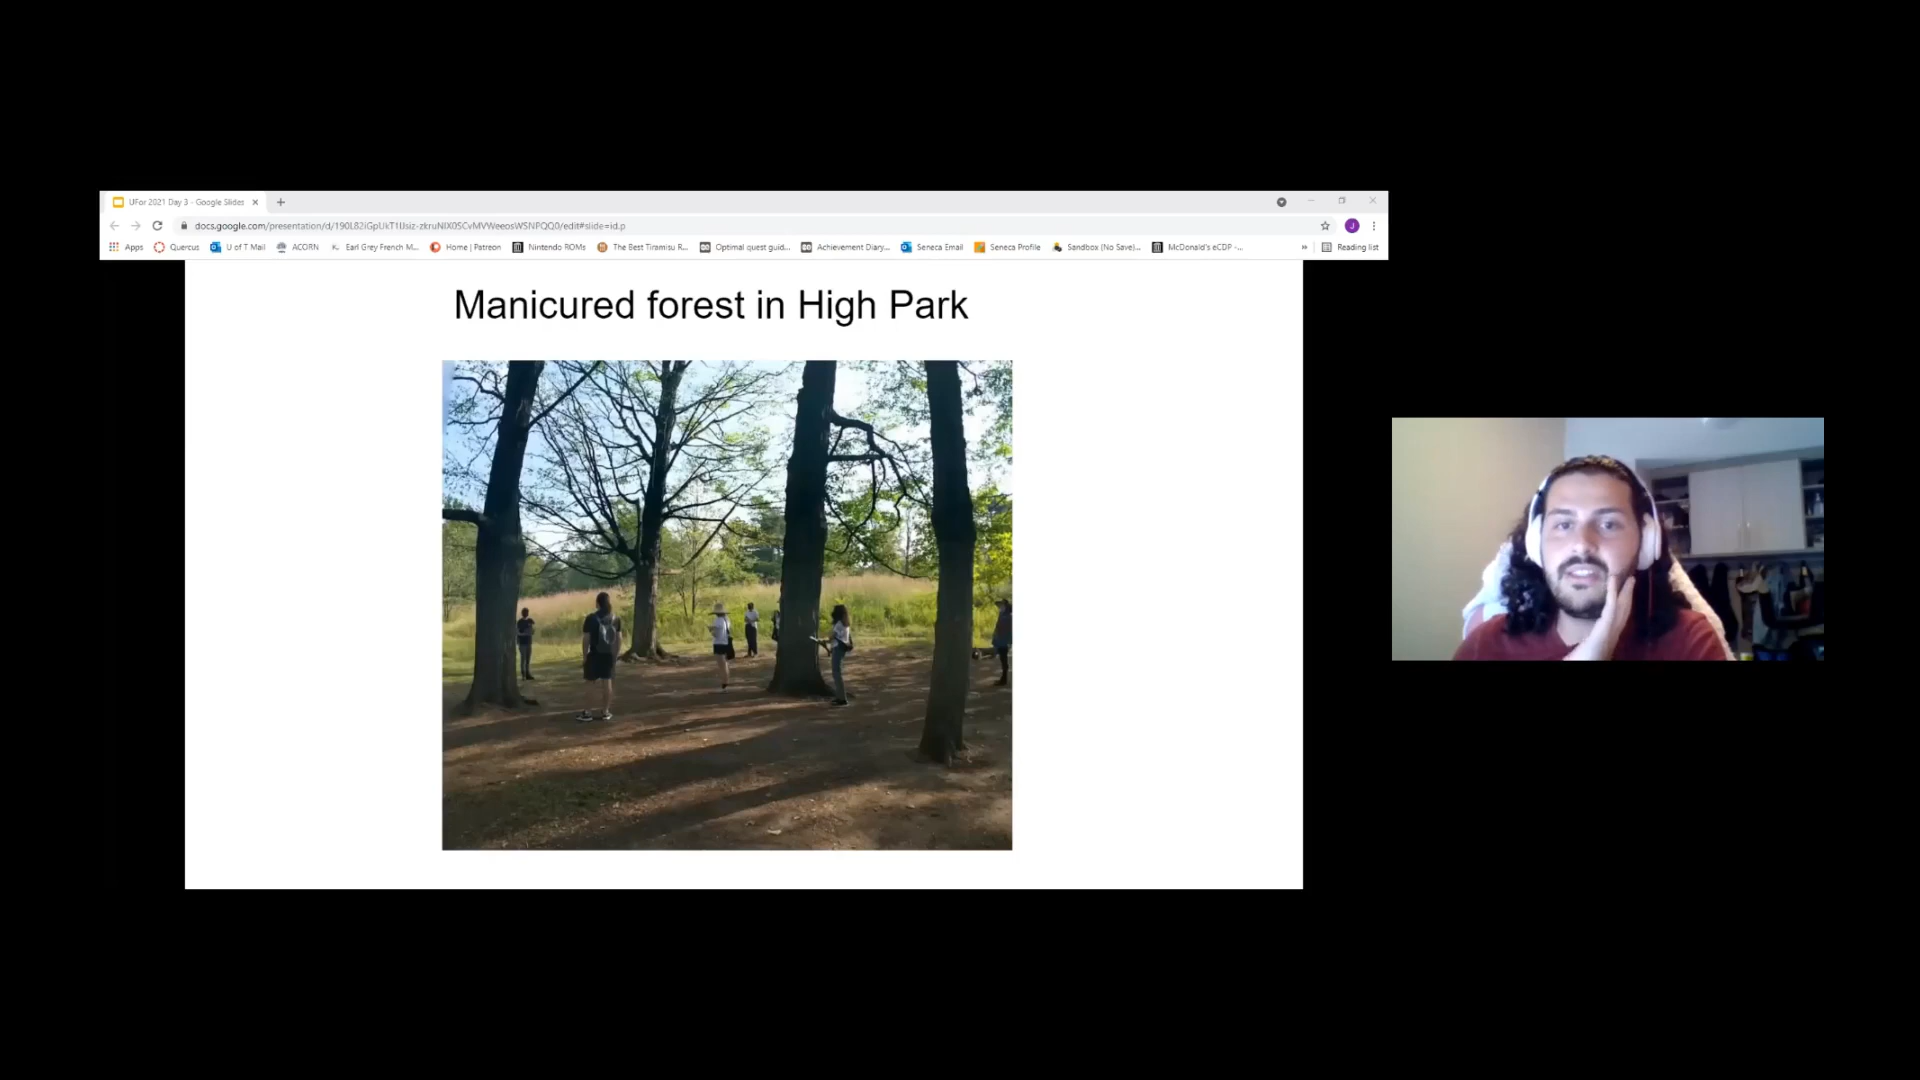 UFor 2021 Day 3 - Google Slides
Apps Quercus U of T Mail ACORN Earl Grey French M... Home | Patreon Nintendo ROMs The Best Tiramisu R... Optimal quest guid... Achievement Diary... Seneca Email Seneca Profile Sandbox (No Save)... McDonald's eCDP -... » Reading list
Manicured forest in High Park